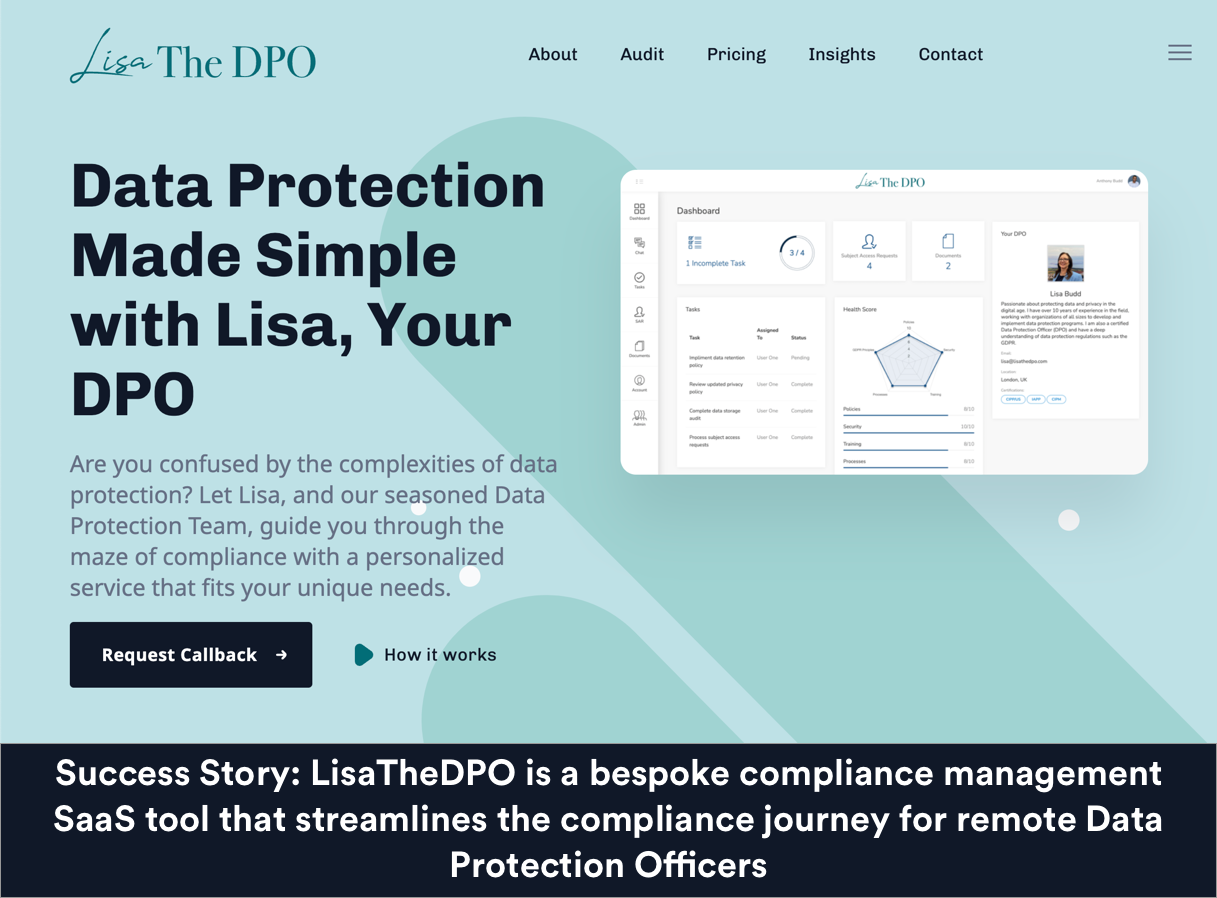 Lisa The DPO
About
Audit
Pricing
Insights
Contact
Data Protection
Made Simple
with Lisa, Your
DPO
Are you confused by the complexities of data
protection? Let Lisa, and our seasoned Data
Protection Team, guide you through the
maze of compliance with a personalized
service that fits your unique needs.
Request Callback
How it works
Lisa The DPO
Anthony Budd
Dashboard
Chat
Tasks
SAR
Documents
Account
Admin
Dashboard
1 Incomplete Task
3 / 4
Subject Access Requests
4
Documents
2
Your DPO
Lisa Budd
Passionate about protecting data and privacy in the
digital age. I have over 10 years of experience in the field,
working with organizations of all sizes to develop and
implement data protection programs. I am also a certified
Data Protection Officer (DPO) and have a deep
understanding of data protection regulations such as the
GDPR.
Email
lisa@lisathedpo.com
Location
London, UK
Certifications
CIPP/US
IAPP
CIPM
Tasks
Task
Assigned
To
Status
Impliment data retention
policy
User One
Pending
Review updated privacy
policy
User One
Complete
Complete data storage
audit
User One
Complete
Process subject access
requests
User One
Complete
Health Score
Policies
10
Security
Training
Processes
GDPR Principles
Policies
8/10
Security
10/10
Training
8/10
Processes
8/10
Success Story: LisaTheDPO is a bespoke compliance management
SaaS tool that streamlines the compliance journey for remote Data
Protection Officers